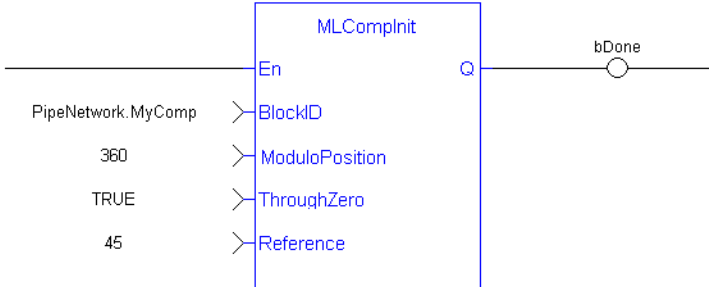 MLCompInit
bDone
En Q
PipeNetwork.MyComp BlockID
360 ModuloPosition
TRUE ThroughZero
45 Reference